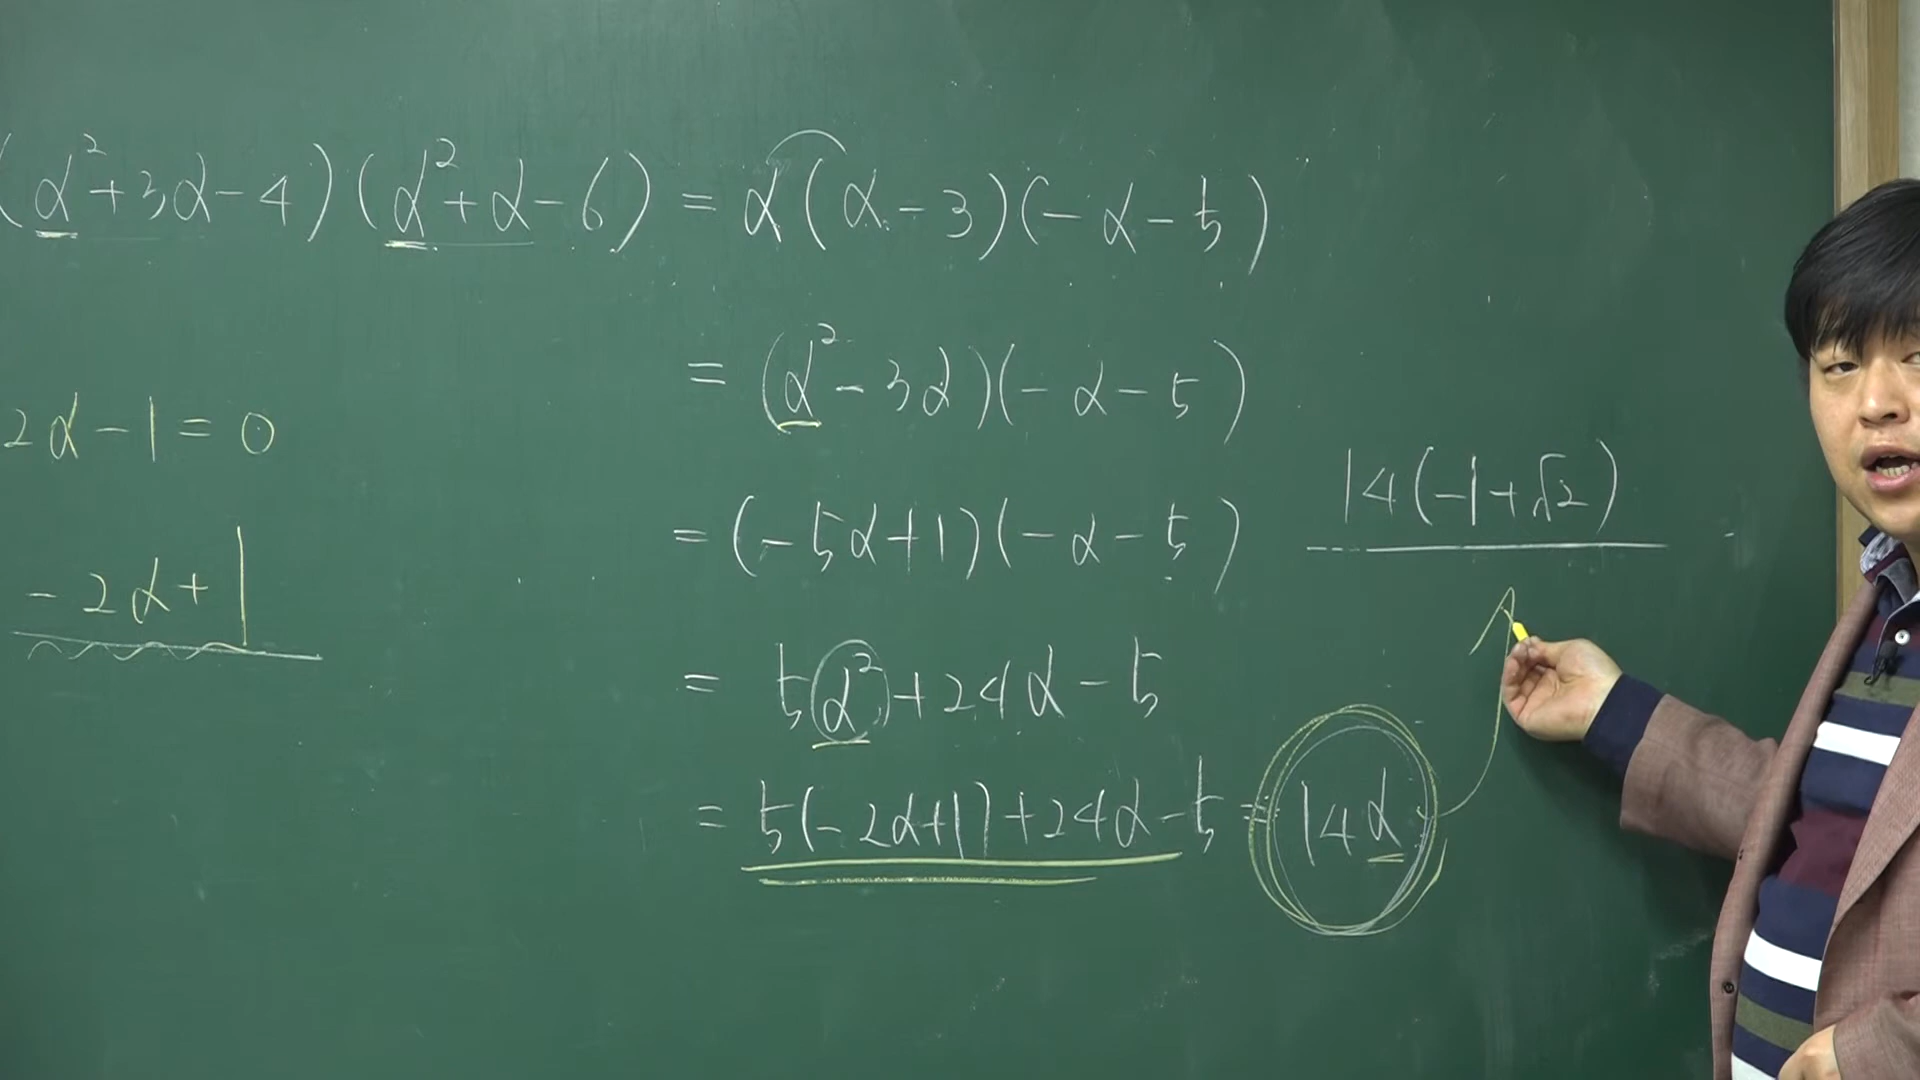 (α²+3α-4)(α²+α-6) = α(α-3)(-α-5)
= (α²-3α)(-α-5)
2α-1=0
14(-1+√2)
= (-5α+1)(-α-5)
-2α+1
= 5α²+24α-5
= 5(-2α+1)+24α-5 = 14α